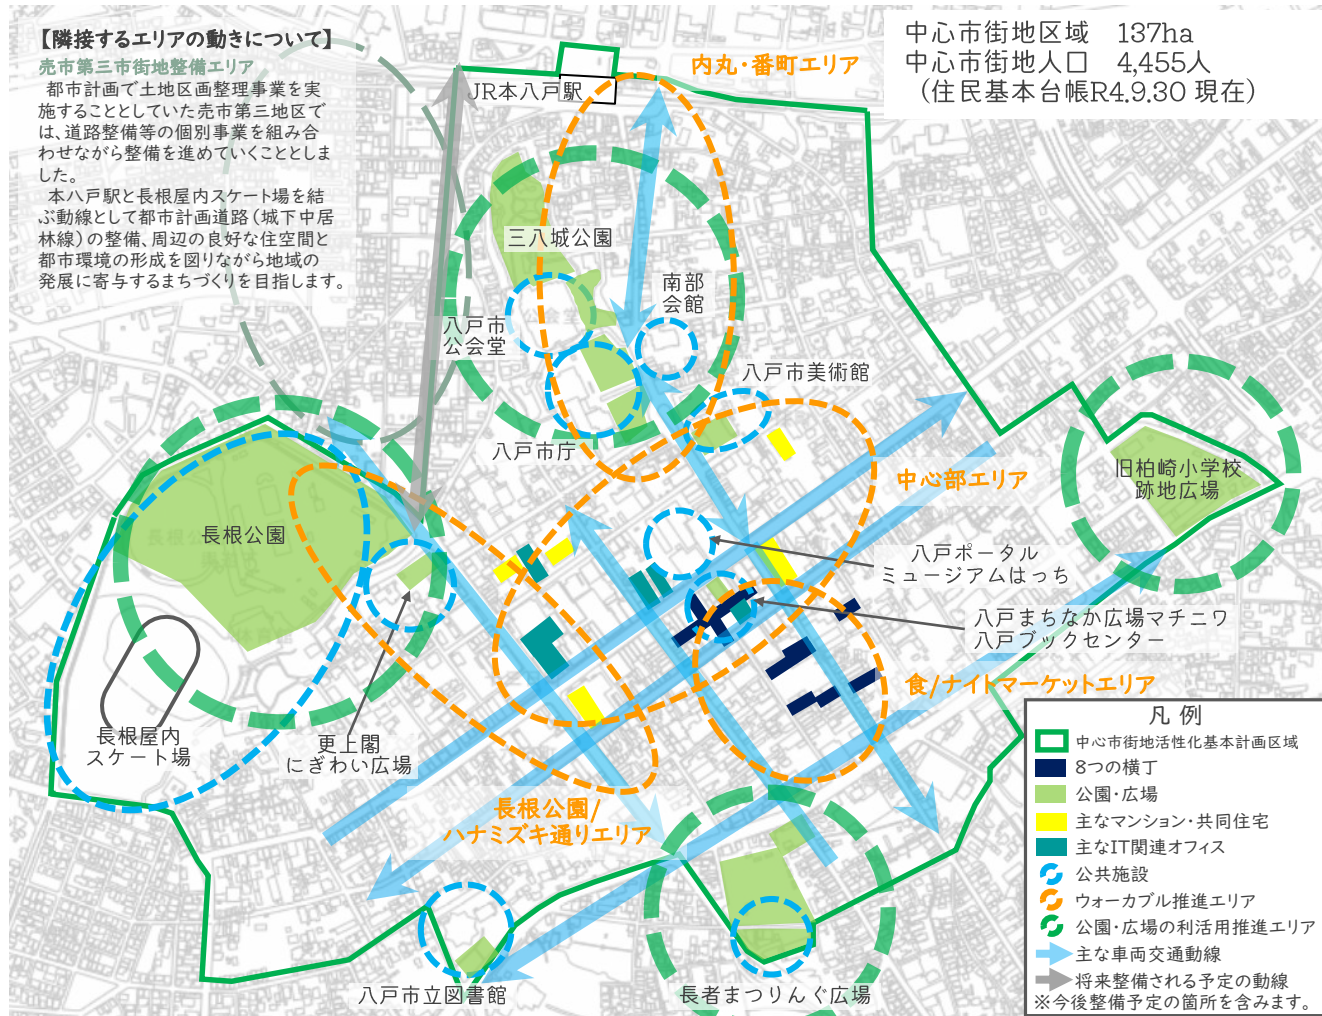 【隣接するエリアの動きについて】
売市第三市街地整備エリア
都市計画で土地区画整理事業を実
施することとしていた売市第三地区で
は、道路整備等の個別事業を組み合
わせながら整備を進めていくこととしま
した。
本八戸駅と長根屋内スケート場を結
ぶ動線として都市計画道路(城下中居
林線)の整備、周辺の良好な住空間と
都市環境の形成を図りながら地域の
発展に寄与するまちづくりを目指します。
中心市街地区域 137ha
中心市街地人口 4,455人
(住民基本台帳R4.9.30 現在)
内丸・番町エリア
JR本八戸駅
三八城公園
南部
会館
八戸市
公会堂
八戸市美術館
八戸市庁
中心部エリア
旧柏崎小学校
跡地広場
長根公園
八戸ポータル
ミュージアムはっち
八戸まちなか広場マチニワ
八戸ブックセンター
食/ナイトマーケットエリア
長根屋内
スケート場
更上閣
にぎわい広場
長根公園/
ハナミズキ通りエリア
八戸市立図書館
長者まつりんぐ広場
凡 例
中心市街地活性化基本計画区域
8つの横丁
公園・広場
主なマンション・共同住宅
主なIT関連オフィス
公共施設
ウォーカブル推進エリア
公園・広場の利活用推進エリア
主な車両交通動線
将来整備される予定の動線
※今後整備予定の箇所を含みます。